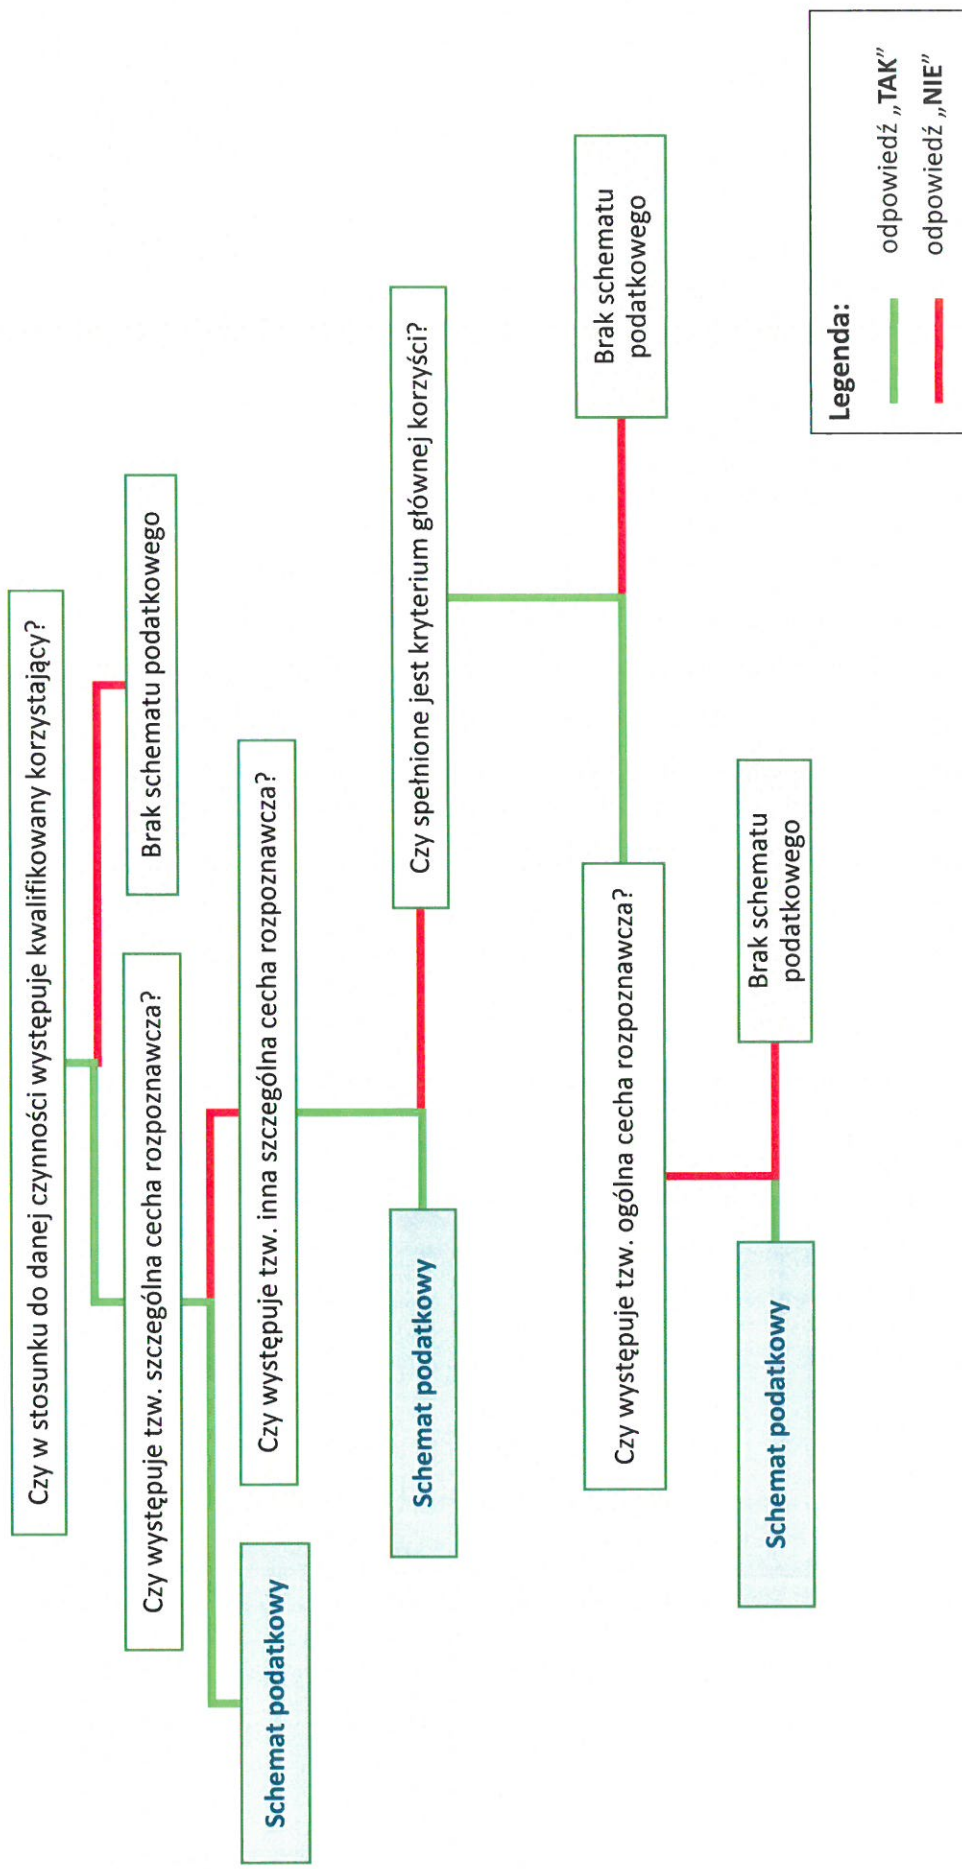 Czy w stosunku do danej czynności występuje kwalifikowany korzystający?
Czy występuje tzw. szczególna cecha rozpoznawcza?
Brak schematu podatkowego
Schemat podatkowy
Czy występuje tzw. inna szczególna cecha rozpoznawcza?
Schemat podatkowy
Czy spełnione jest kryterium głównej korzyści?
Czy występuje tzw. ogólna cecha rozpoznawcza?
Brak schematu
podatkowego
Schemat podatkowy
Brak schematu
podatkowego
Legenda:
odpowiedź „TAK”
odpowiedź „NIE”